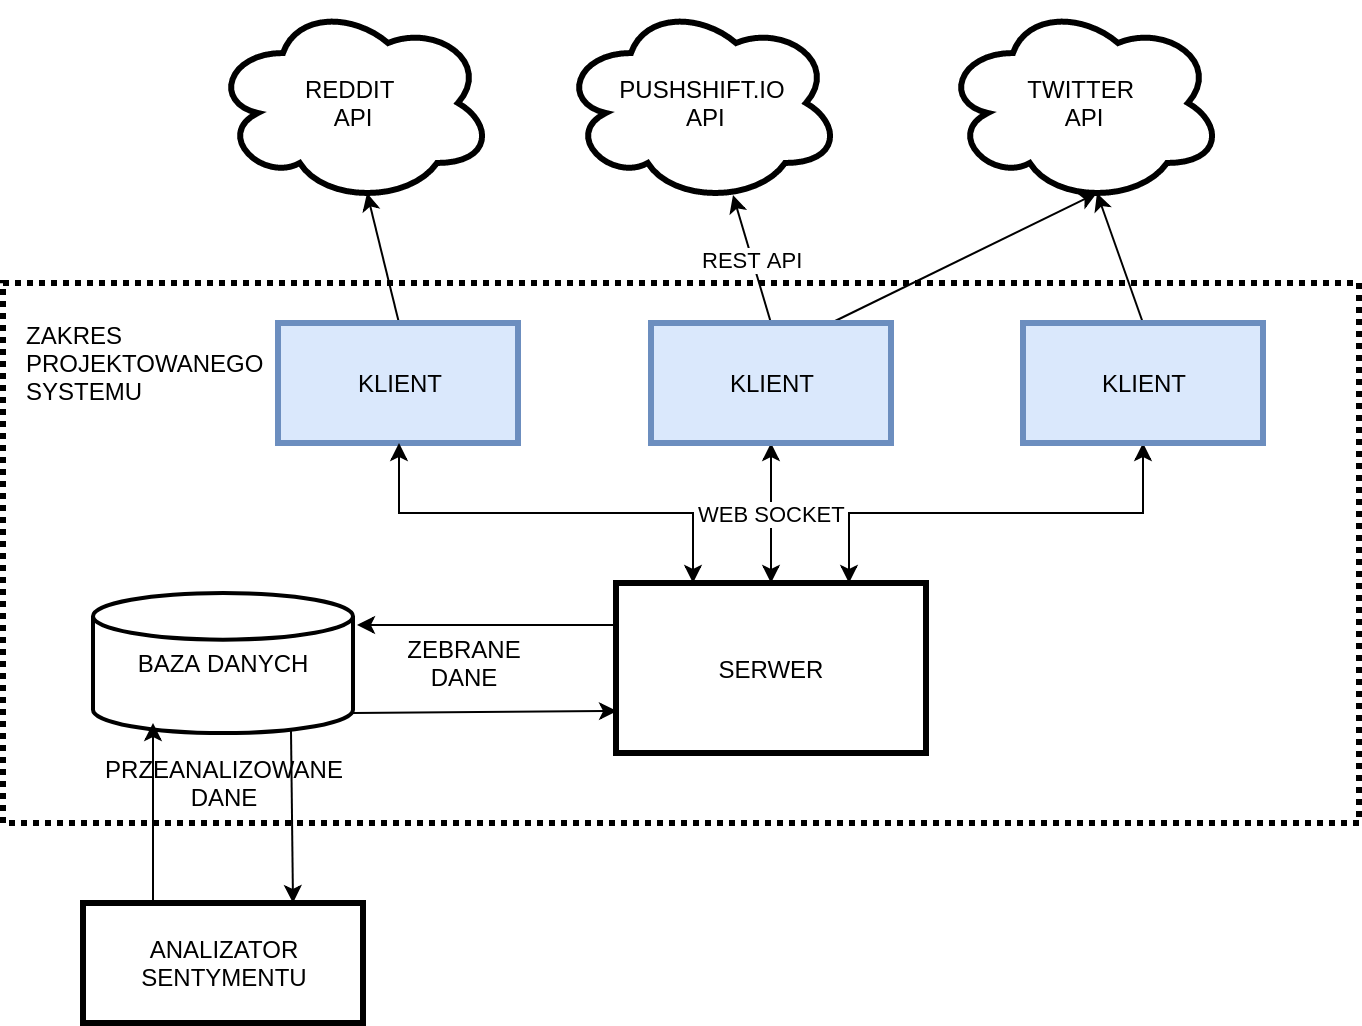 REDDIT
API
PUSHSHIFT.IO
API
TWITTER
API
REST API
ZAKRES
PROJEKTOWANEGO
SYSTEMU
KLIENT
KLIENT
KLIENT
WEB SOCKET
BAZA DANYCH
ZEBRANE
DANE
SERWER
PRZEANALIZOWANE
DANE
ANALIZATOR
SENTYMENTU